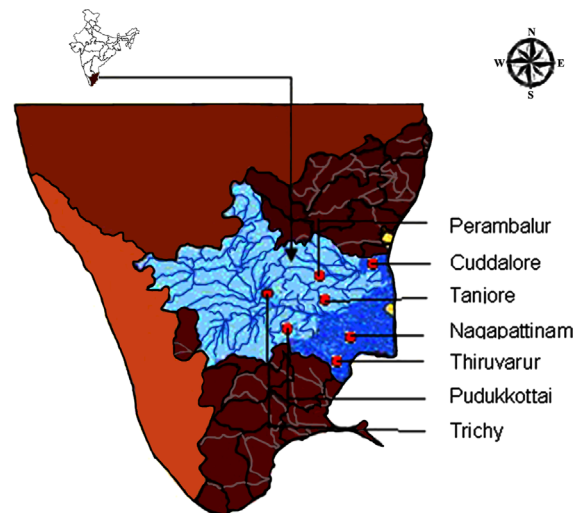 N
W E
S
Perambalur
Cuddalore
Tanjore
Nagapattinam
Thiruvarur
Pudukkottai
Trichy